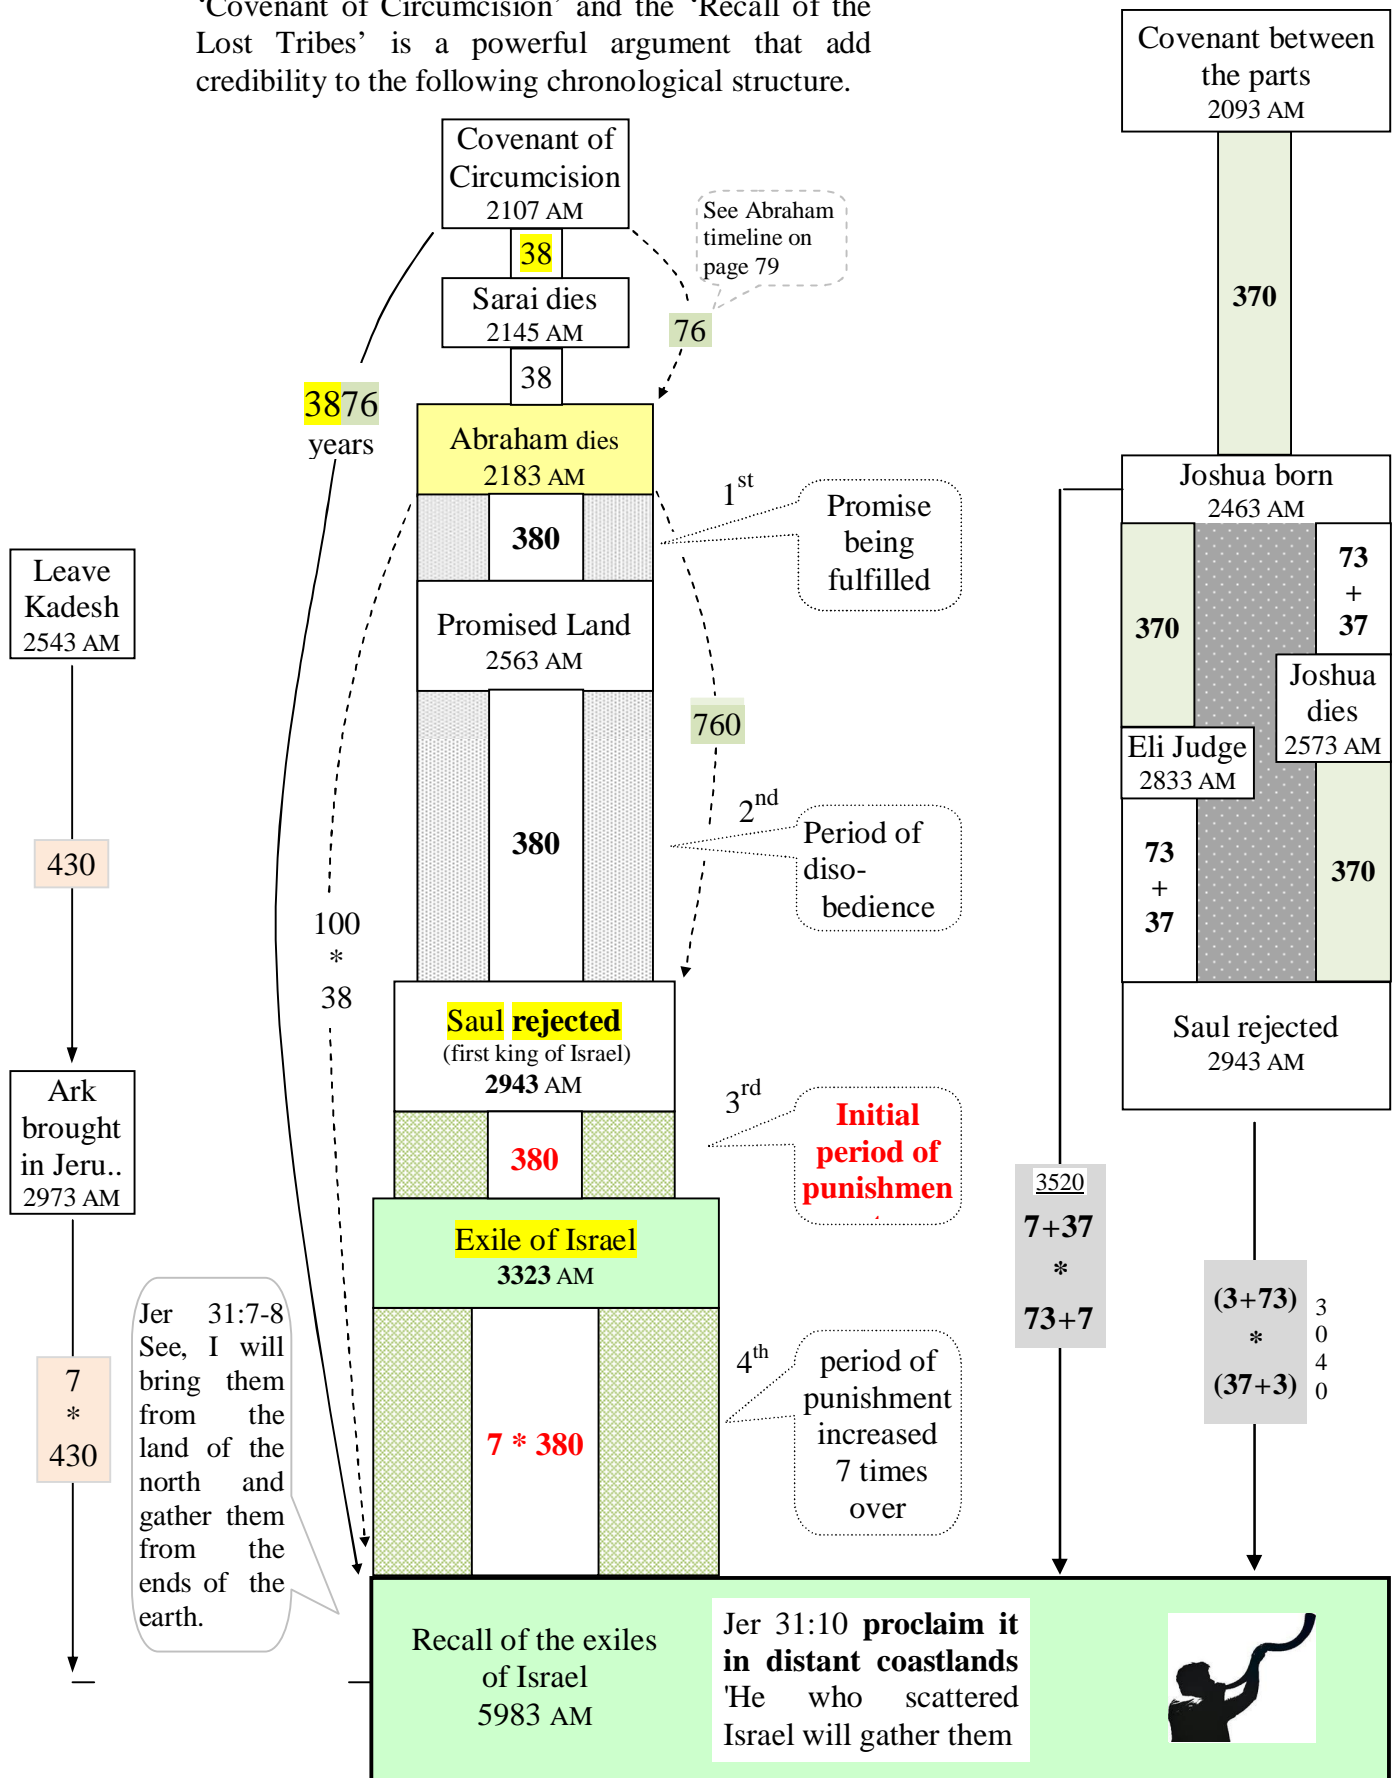 ‘Covenant of Circumcision’ and the ‘Recall of the
Lost Tribes’ is a powerful argument that add
credibility to the following chronological structure.
Covenant of
Circumcision
2107 AM
38
Sarai dies
2145 AM
38
See Abraham
timeline on
page 79
76
3876
years
Abraham dies
2183 AM
380
1st
Promise
being
fulfilled
Promised Land
2563 AM
760
380
2nd
Period of
diso-
bedience
100
*
38
Saul rejected
(first king of Israel)
2943 AM
380
3rd
Initial
period of
punishmen
Exile of Israel
3323 AM
7 * 380
4th
period of
punishment
increased
7 times
over
Leave
Kadesh
2543 AM
430
Ark
brought
in Jeru..
2973 AM
7
*
430
Jer 31:7-8
See, I will
bring them
from the
land of the
north and
gather them
from the
ends of the
earth.
Covenant between
the parts
2093 AM
370
Joshua born
2463 AM
370
73
+
37
Joshua
dies
2573 AM
Eli Judge
2833 AM
73
+
37
370
Saul rejected
2943 AM
3520
7+37
*
73+7
(3+73)
*
(37+3)
3
0
4
0
Recall of the exiles
of Israel
5983 AM
Jer 31:10 proclaim it
in distant coastlands
'He who scattered
Israel will gather them